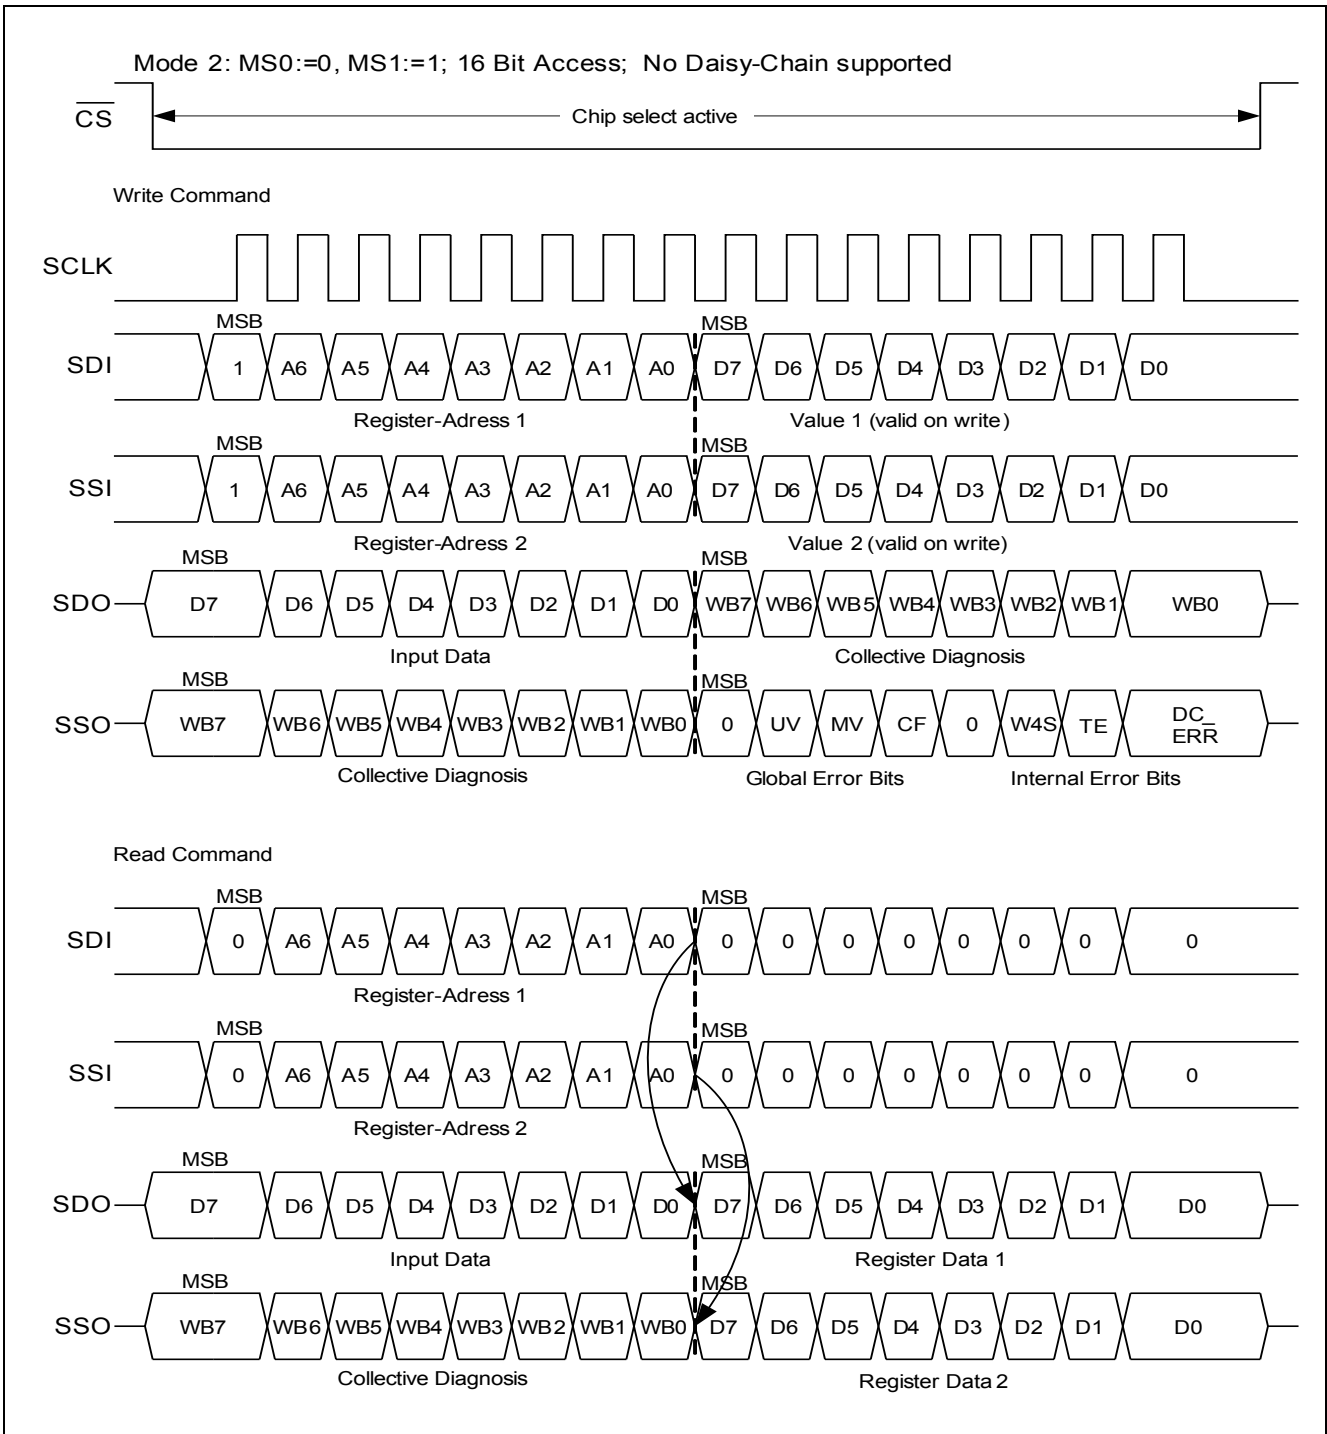 Mode 2: MS0:=0, MS1:=1; 16 Bit Access; No Daisy-Chain supported
CS
Chip select active
Write Command
SCLK
MSB MSB
SDI 1 A6 A5 A4 A3 A2 A1 A0 D7 D6 D5 D4 D3 D2 D1 D0
Register-Adress 1 Value 1 (valid on write)
MSB MSB
SSI 1 A6 A5 A4 A3 A2 A1 A0 D7 D6 D5 D4 D3 D2 D1 D0
Register-Adress 2 Value 2 (valid on write)
MSB MSB
SDO D7 D6 D5 D4 D3 D2 D1 D0 WB7 WB6 WB5 WB4 WB3 WB2 WB1 WB0
Input Data Collective Diagnosis
MSB MSB
SSO WB7 WB6 WB5 WB4 WB3 WB2 WB1 WB0 0 UV MV CF 0 W4S TE DC_
ERR
Collective Diagnosis Global Error Bits Internal Error Bits
Read Command
MSB MSB
SDI 0 A6 A5 A4 A3 A2 A1 A0 0 0 0 0 0 0 0 0
Register-Adress 1
MSB MSB
SSI 0 A6 A5 A4 A3 A2 A1 A0 0 0 0 0 0 0 0 0
Register-Adress 2
MSB MSB
SDO D7 D6 D5 D4 D3 D2 D1 D0 D7 D6 D5 D4 D3 D2 D1 D0
Input Data Register Data 1
MSB MSB
SSO WB7 WB6 WB5 WB4 WB3 WB2 WB1 WB0 D7 D6 D5 D4 D3 D2 D1 D0
Collective Diagnosis Register Data 2